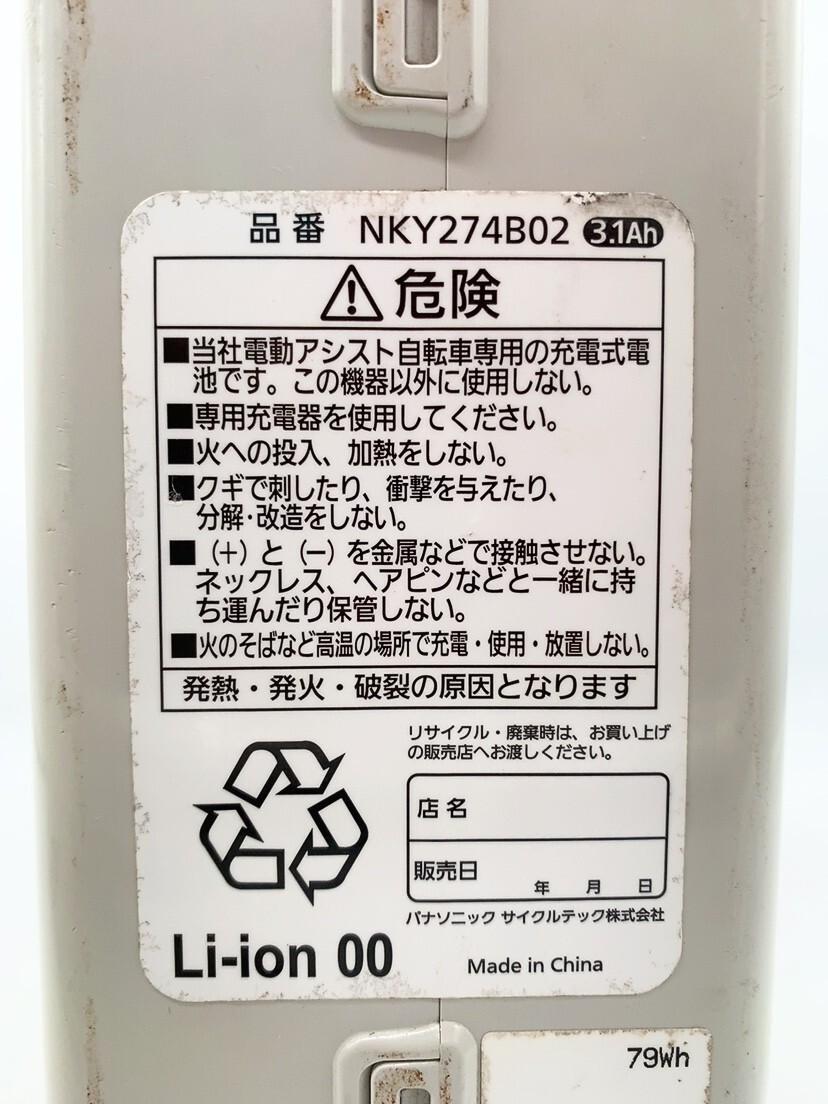 品番 NKY274B02 3.1Ah
危険
■当社電動アシスト自転車専用の充電式電
池です。この機器以外に使用しない。
■専用充電器を使用してください。
■火への投入、加熱をしない。
■クギで刺したり、衝撃を与えたり、
分解・改造をしない。
■(+)と(−)を金属などで接触させない。
ネックレス、ヘアピンなどと一緒に持
ち運んだり保管しない。
■火のそばなど高温の場所で充電・使用・放置しない。
発熱・発火・破裂の原因となります
リサイクル・廃棄時は、お買い上げ
の販売店へお渡しください。
店名
販売日
年 月 日
パナソニック サイクルテック株式会社
Li-ion 00
Made in China
79Wh